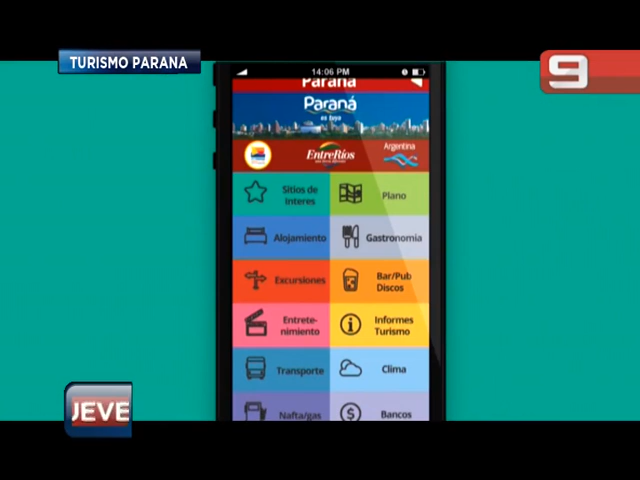 TURISMO PARANA
9
14:06 PM
Paraná
Paraná
es tuya
EntreRíos
Argentina
Sitios de
Interes
Plano
Alojamiento
Gastronomia
Excursiones
Bar/Pub
Discos
Entrete-
nimiento
Informes
Turismo
Transporte
Clima
Nafta/gas
Bancos
JEVE